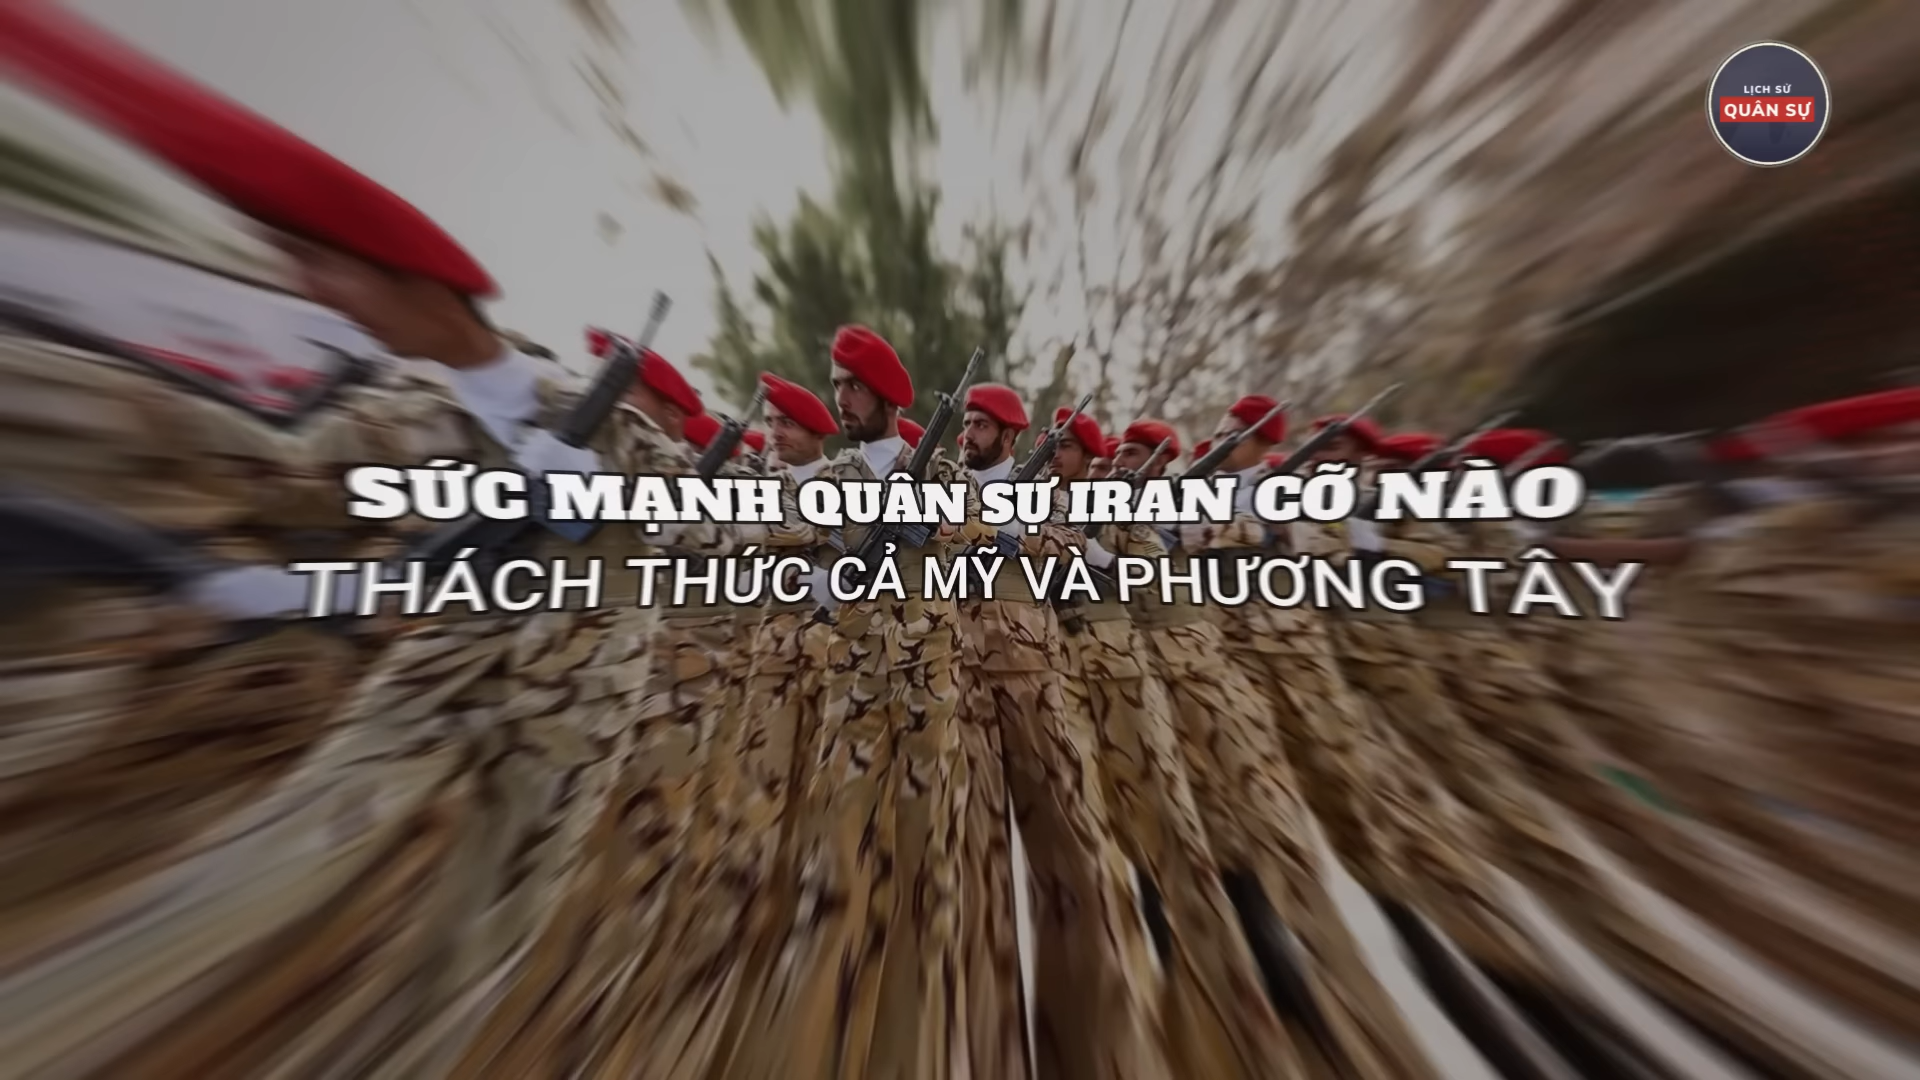 LỊCH SỬ
QUÂN SỰ
SỨC MẠNH QUÂN SỰ IRAN CỠ NÀO
THÁCH THỨC CẢ MỸ VÀ PHƯƠNG TÂY